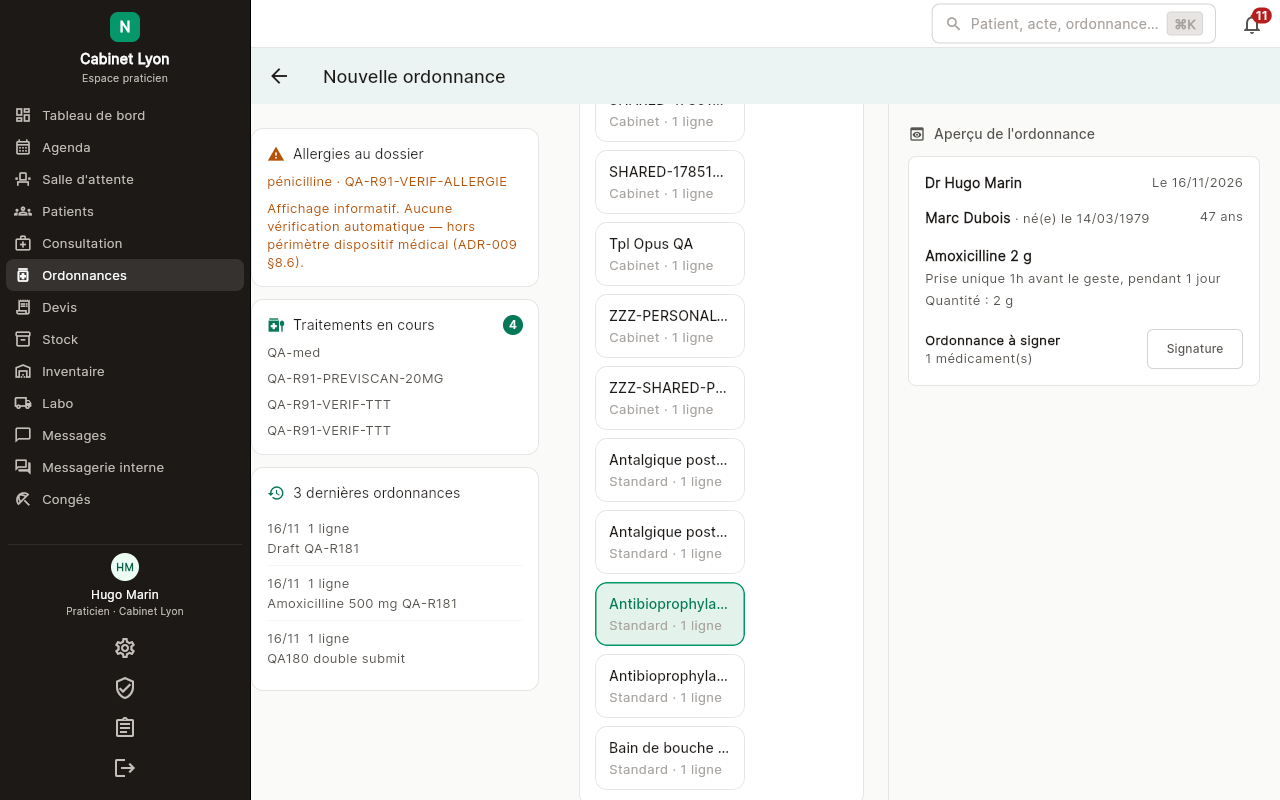 N
Cabinet Lyon
Espace praticien
Tableau de bord
Agenda
Salle d'attente
Patients
Consultation
Ordonnances
Devis
Stock
Inventaire
Labo
Messages
Messagerie interne
Congés
HM
Hugo Marin
Praticien · Cabinet Lyon
Patient, acte, ordonnance... ⌘K
11
Nouvelle ordonnance
Allergies au dossier
pénicilline · QA-R91-VERIF-ALLERGIE
Affichage informatif. Aucune
vérification automatique — hors
périmètre dispositif médical (ADR-009
§8.6).
Traitements en cours 4
QA-med
QA-R91-PREVISCAN-20MG
QA-R91-VERIF-TTT
QA-R91-VERIF-TTT
3 dernières ordonnances
16/11 1 ligne
Draft QA-R181
16/11 1 ligne
Amoxicilline 500 mg QA-R181
16/11 1 ligne
QA180 double submit
Cabinet · 1 ligne
SHARED-17851...
Cabinet · 1 ligne
Tpl Opus QA
Cabinet · 1 ligne
ZZZ-PERSONAL...
Cabinet · 1 ligne
ZZZ-SHARED-P...
Cabinet · 1 ligne
Antalgique post...
Standard · 1 ligne
Antalgique post...
Standard · 1 ligne
Antibioprophyla...
Standard · 1 ligne
Antibioprophyla...
Standard · 1 ligne
Bain de bouche ...
Standard · 1 ligne
Aperçu de l'ordonnance
Dr Hugo Marin Le 16/11/2026
Marc Dubois · né(e) le 14/03/1979 47 ans
Amoxicilline 2 g
Prise unique 1h avant le geste, pendant 1 jour
Quantité : 2 g
Ordonnance à signer
1 médicament(s)
Signature